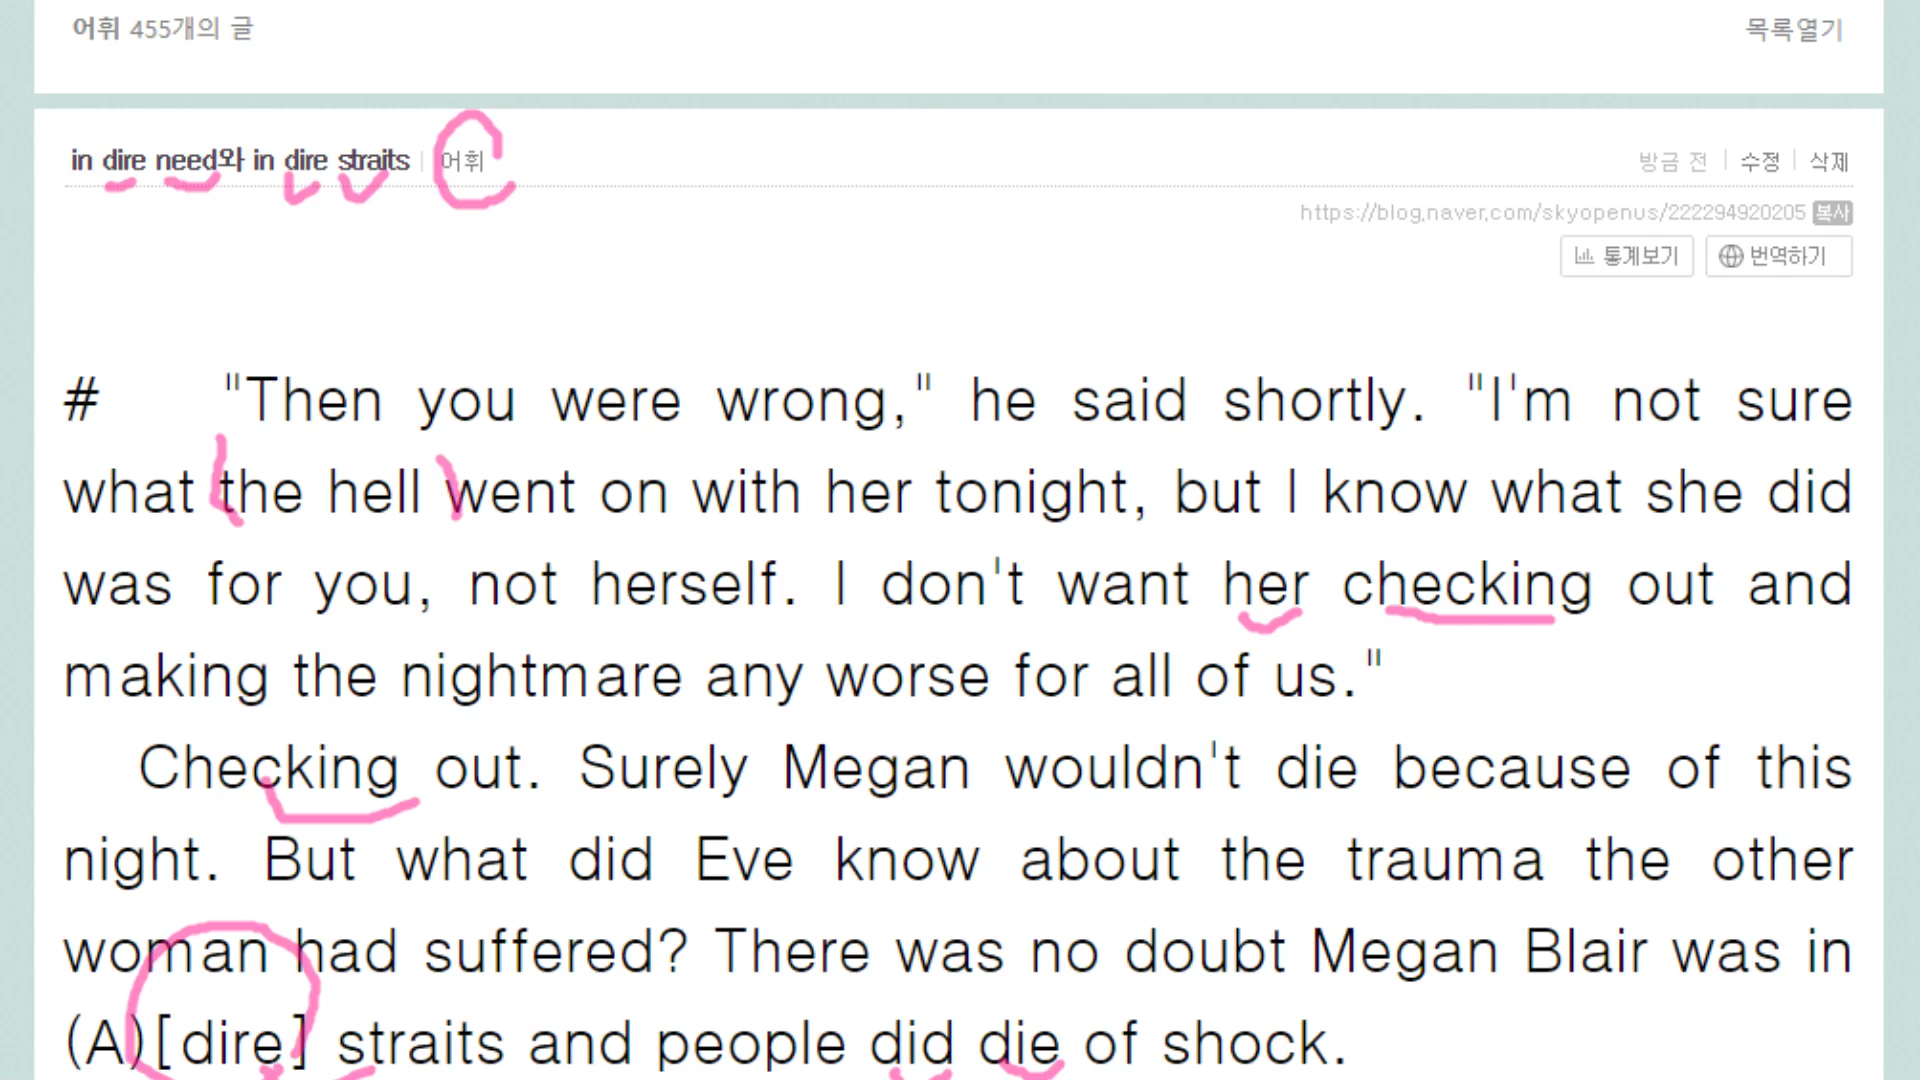 어휘 455개의 글
목록열기
in dire need와 in dire straits | 어휘
방금 전 | 수정 | 삭제
https://blog.naver.com/skyopenus/222294920205 복사
통계보기 번역하기
# "Then you were wrong," he said shortly. "I'm not sure
what the hell went on with her tonight, but I know what she did
was for you, not herself. I don't want her checking out and
making the nightmare any worse for all of us."
Checking out. Surely Megan wouldn't die because of this
night. But what did Eve know about the trauma the other
woman had suffered? There was no doubt Megan Blair was in
(A)[dire] straits and people did die of shock.